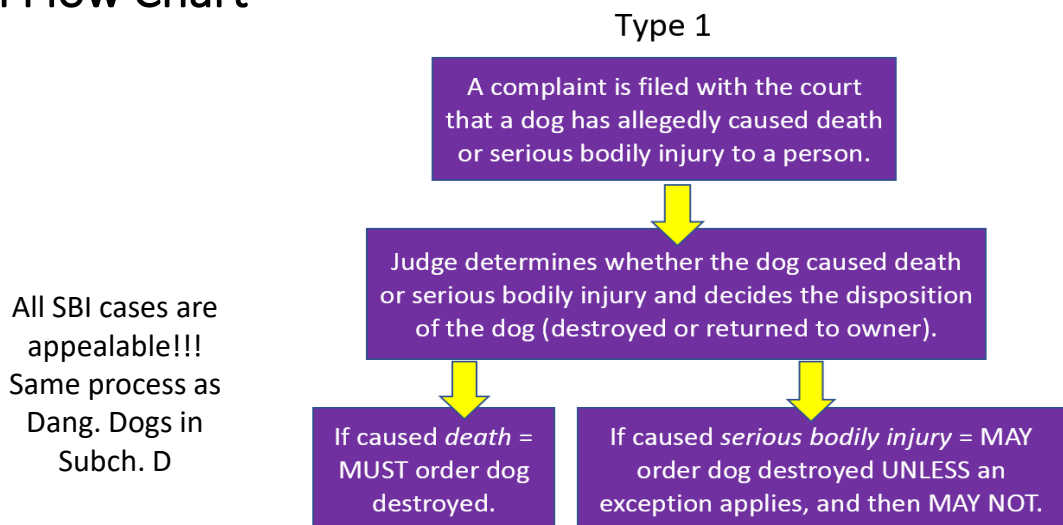 Flow Chart
Type 1
A complaint is filed with the court
that a dog has allegedly caused death
or serious bodily injury to a person.
Judge determines whether the dog caused death
or serious bodily injury and decides the disposition
of the dog (destroyed or returned to owner).
All SBI cases are
appealable!!!
Same process as
Dang. Dogs in
Subch. D
If caused death =
MUST order dog
destroyed.
If caused serious bodily injury = MAY
order dog destroyed UNLESS an
exception applies, and then MAY NOT.